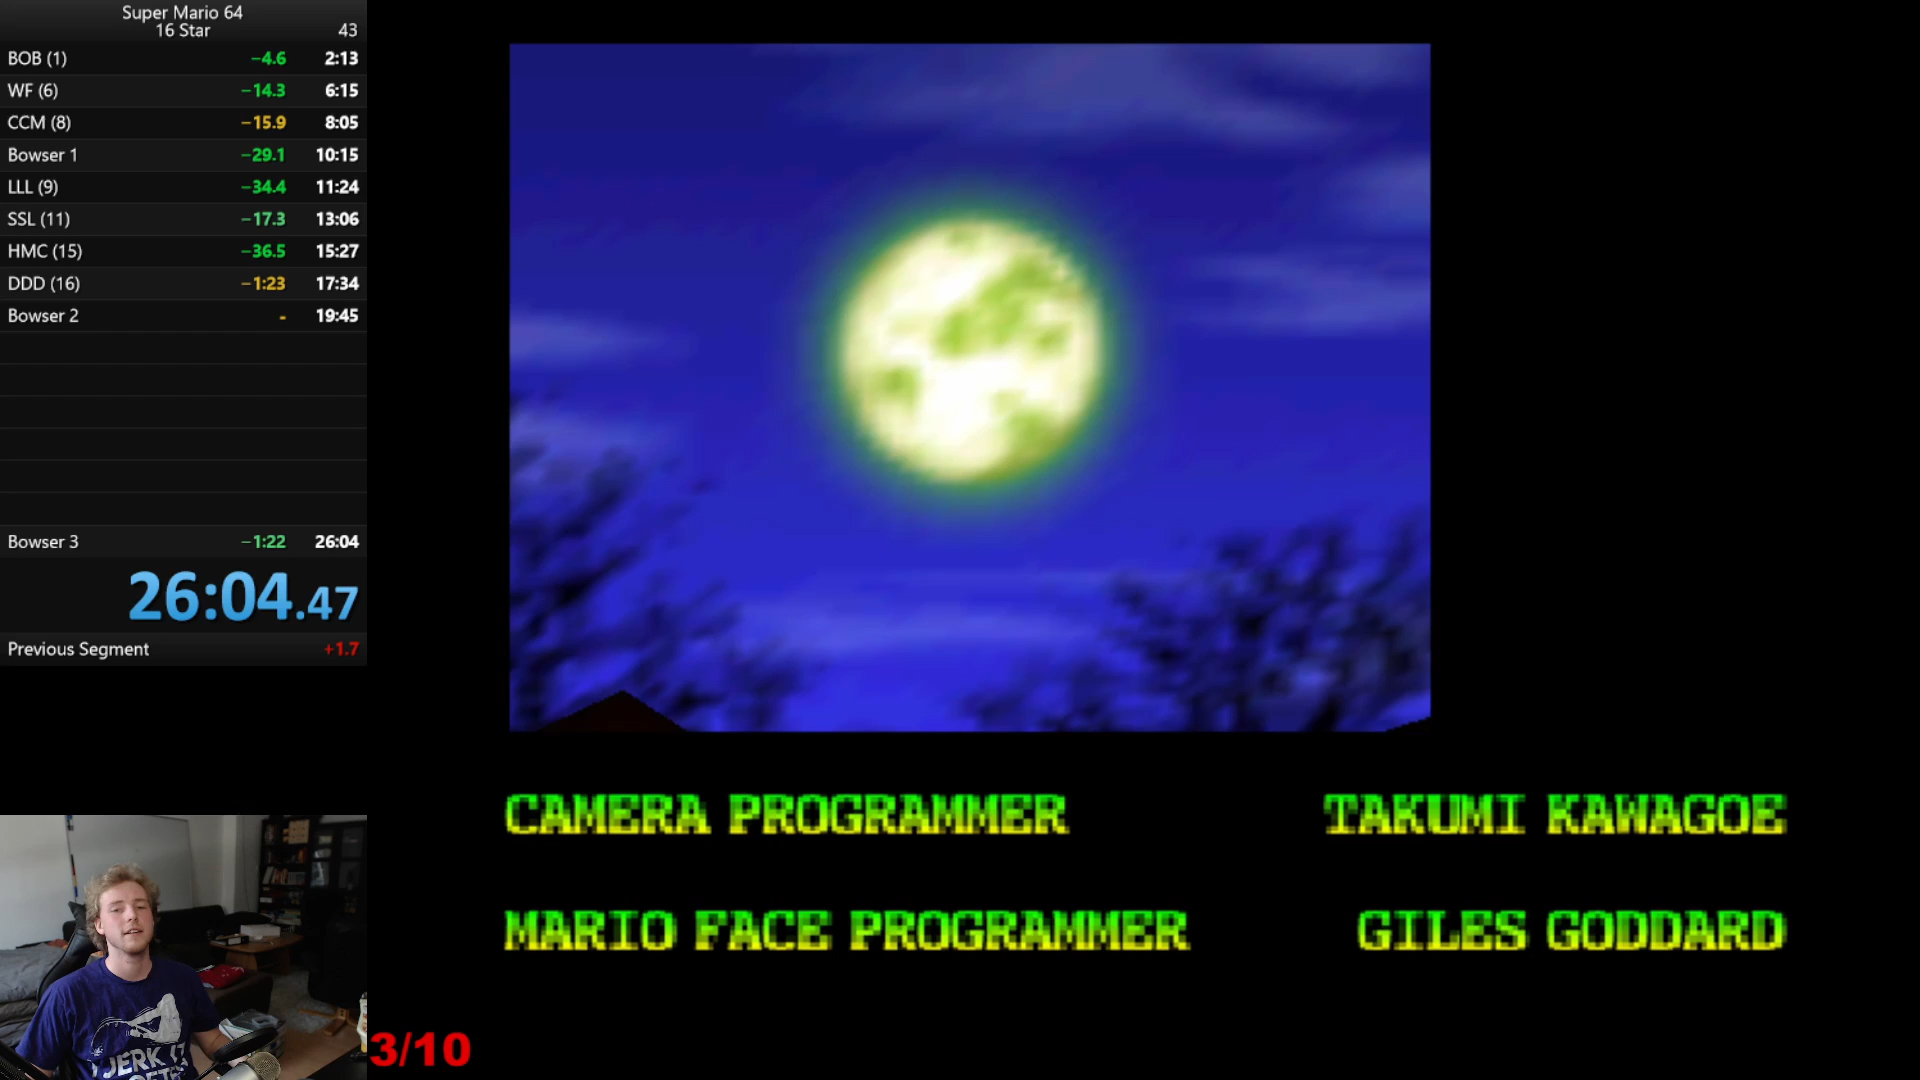 Super Mario 64
16 Star 43
BOB (1) −4.6 2:13
WF (6) −14.3 6:15
CCM (8) −15.9 8:05
Bowser 1 −29.1 10:15
LLL (9) −34.4 11:24
SSL (11) −17.3 13:06
HMC (15) −36.5 15:27
DDD (16) −1:23 17:34
Bowser 2 - 19:45
Bowser 3 −1:22 26:04
26:04.47
Previous Segment +1.7
CAMERA PROGRAMMER TAKUMI KAWAGOE
MARIO FACE PROGRAMMER GILES GODDARD
3/10
JERK IT